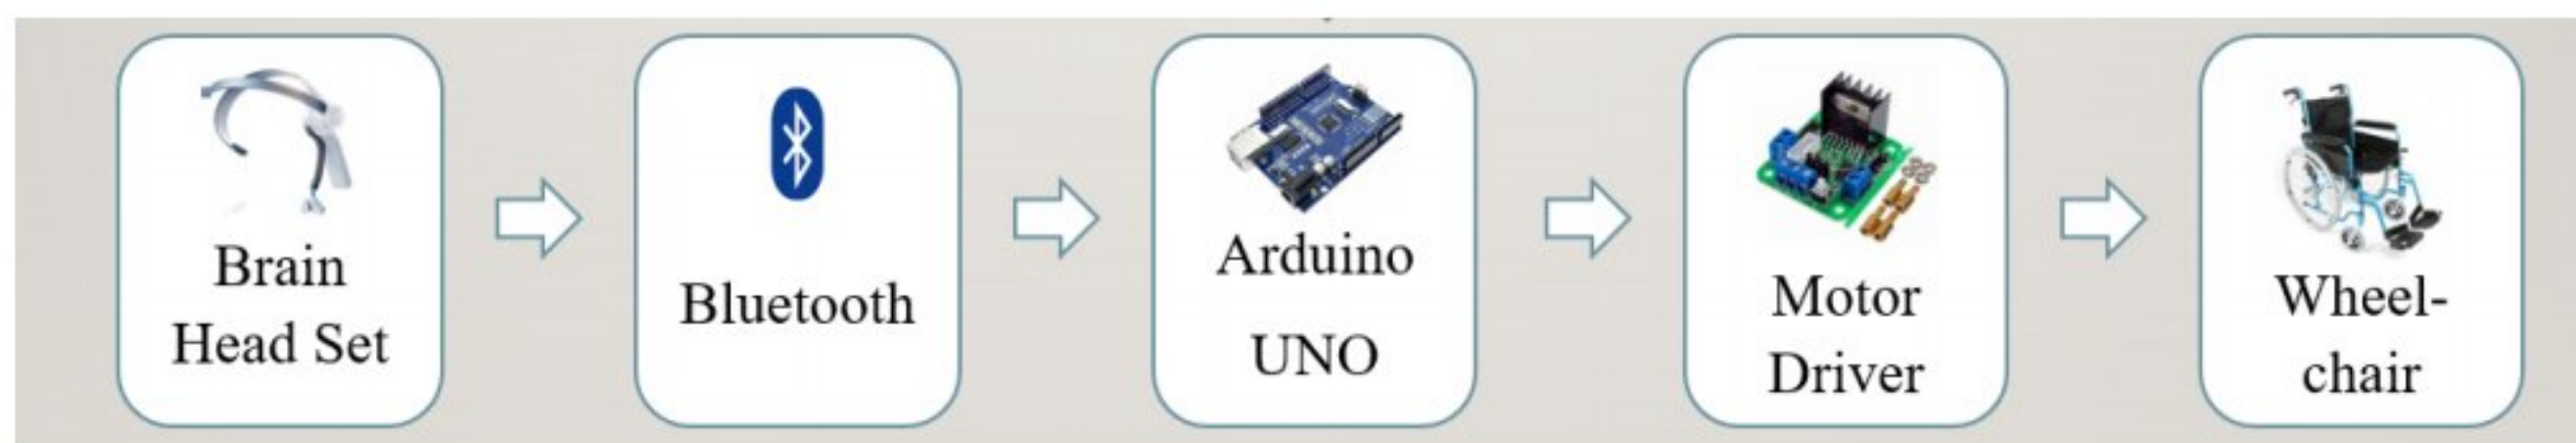 Brain
Head Set
Bluetooth
Arduino
UNO
Motor
Driver
Wheel-
chair